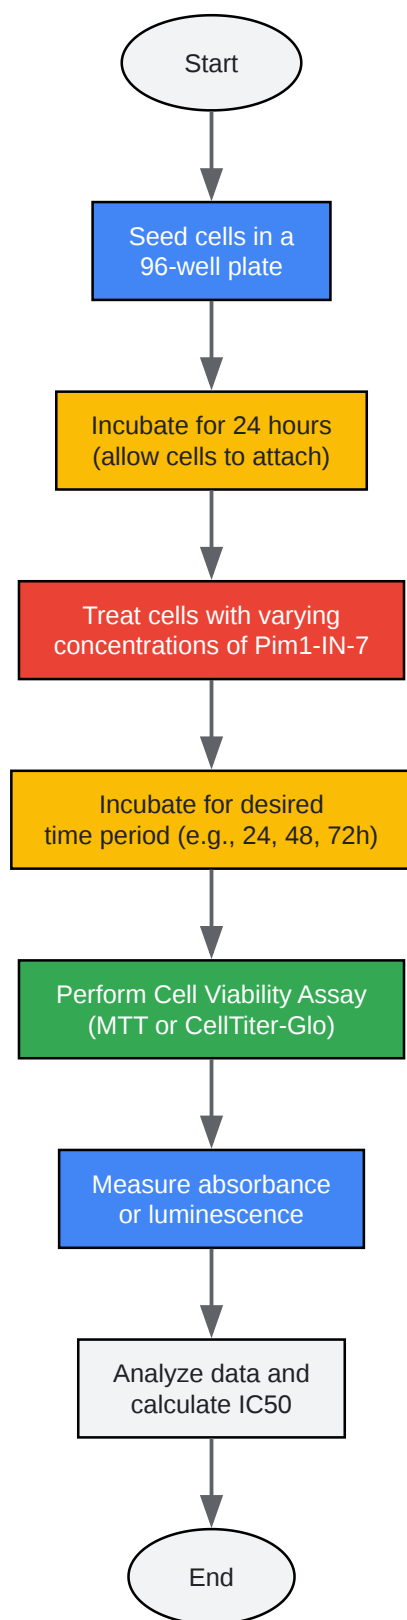 Start
Seed cells in a
96-well plate
Incubate for 24 hours
(allow cells to attach)
Treat cells with varying
concentrations of Pim1-IN-7
Incubate for desired
time period (e.g., 24, 48, 72h)
Perform Cell Viability Assay
(MTT or CellTiter-Glo)
Measure absorbance
or luminescence
Analyze data and
calculate IC50
End